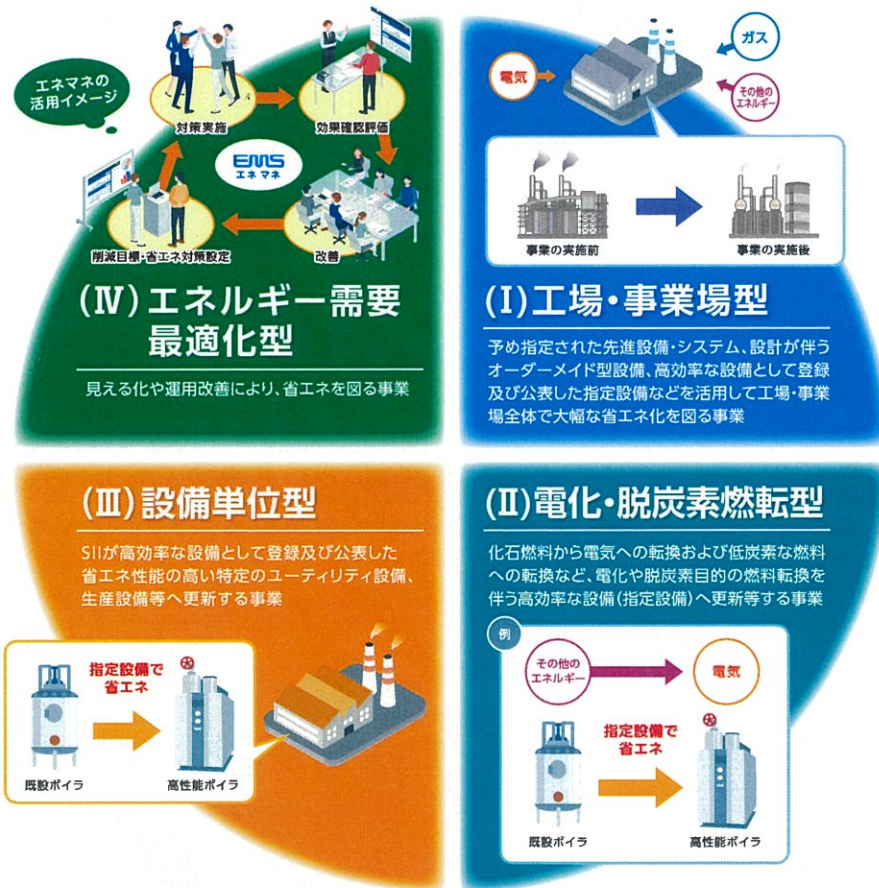 エネマネの
活用イメージ
対策実施
効果確認評価
EMS
エネマネ
削減目標・省エネ対策設定
改善
(Ⅳ)エネルギー需要
最適化型
見える化や運用改善により、省エネを図る事業
電気
ガス
その他の
エネルギー
事業の実施前
事業の実施後
(Ⅰ)工場・事業場型
予め指定された先進設備・システム、設計が伴う
オーダーメイド型設備、高効率な設備として登録
及び公表した指定設備などを活用して工場・事業
場全体で大幅な省エネ化を図る事業
(Ⅲ)設備単位型
SIIが高効率な設備として登録及び公表した
省エネ性能の高い特定のユーティリティ設備、
生産設備等へ更新する事業
指定設備で
省エネ
既設ボイラ
高性能ボイラ
(Ⅱ)電化・脱炭素燃転型
化石燃料から電気への転換および低炭素な燃料
への転換など、電化や脱炭素目的の燃料転換を
伴う高効率な設備(指定設備)へ更新等する事業
例
その他の
エネルギー
電気
指定設備で
省エネ
既設ボイラ
高性能ボイラ